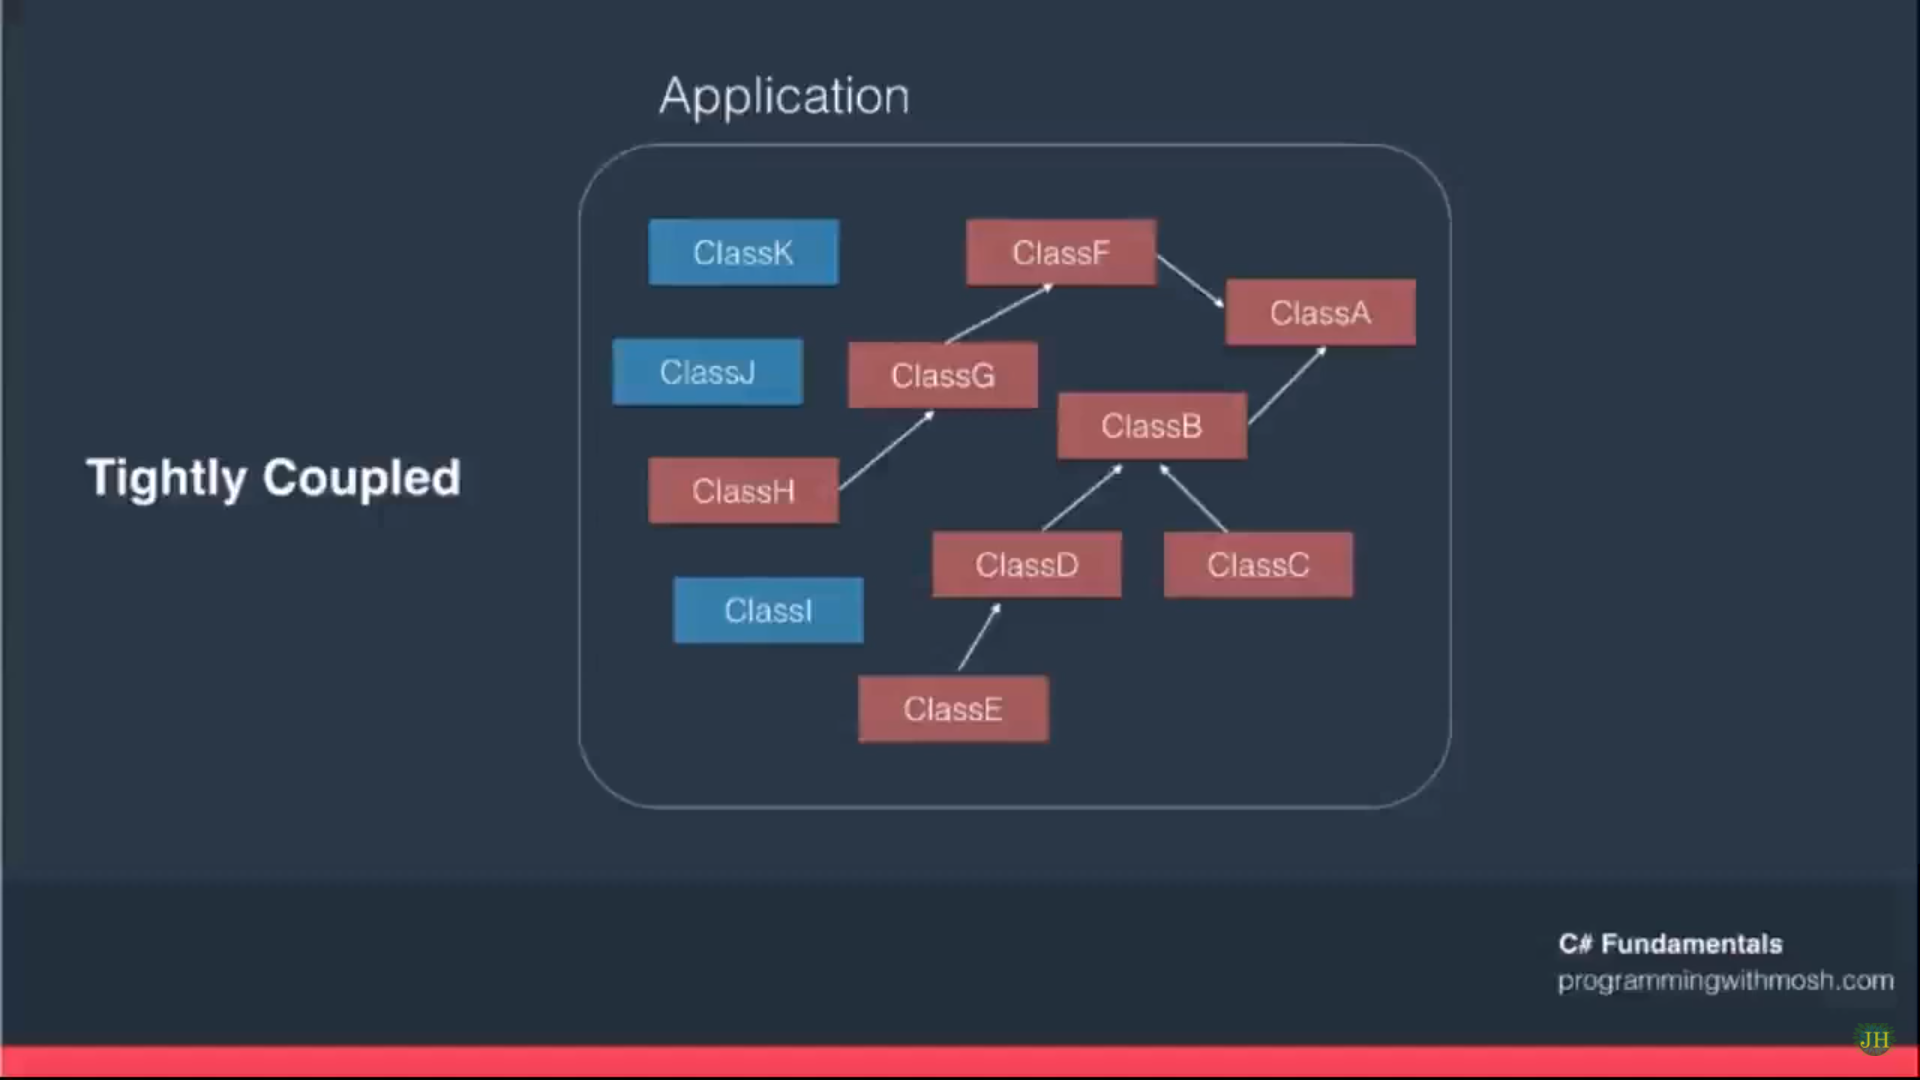 Application
ClassK
ClassF
ClassA
ClassJ
ClassG
ClassB
Tightly Coupled
ClassH
ClassD
ClassC
ClassI
ClassE
C# Fundamentals
programmingwithmosh.com
JH